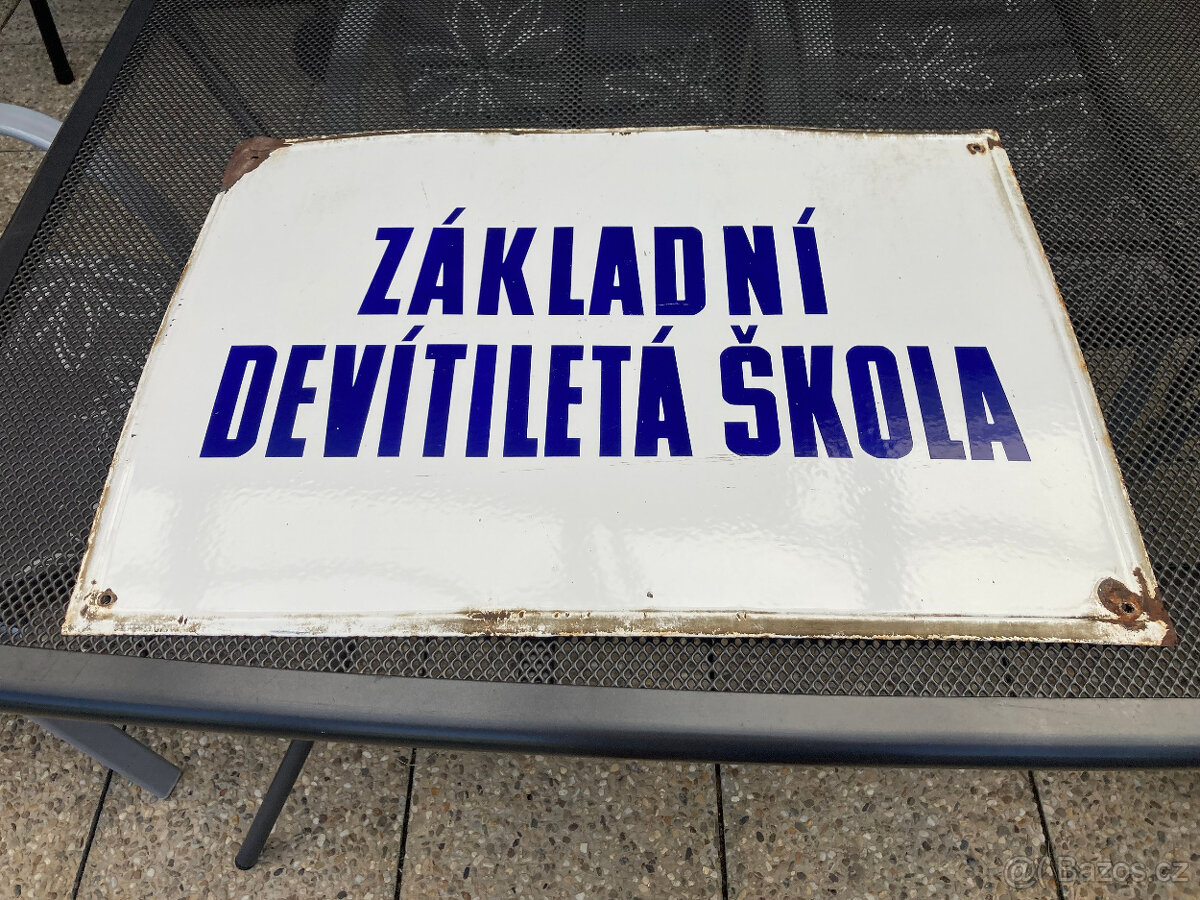 ZÁKLADNÍ
DEVÍTILETÁ ŠKOLA
@Bazos.cz